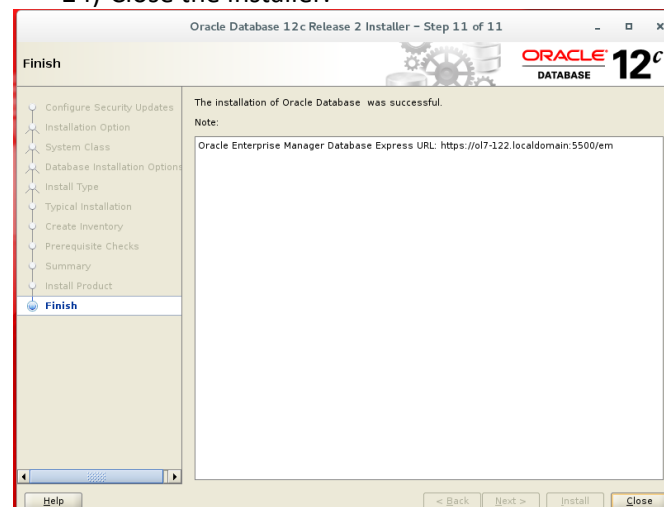 Close the installer.
Oracle Database 12c Release 2 Installer – Step 11 of 11
Finish
ORACLE
DATABASE
12c
Configure Security Updates
Installation Option
System Class
Database Installation Options
Install Type
Typical Installation
Create Inventory
Prerequisite Checks
Summary
Install Product
Finish
The installation of Oracle Database was successful.
Note:
Oracle Enterprise Manager Database Express URL: https://ol7-122.localdomain:5500/em
Help
< Back
Next >
Install
Close